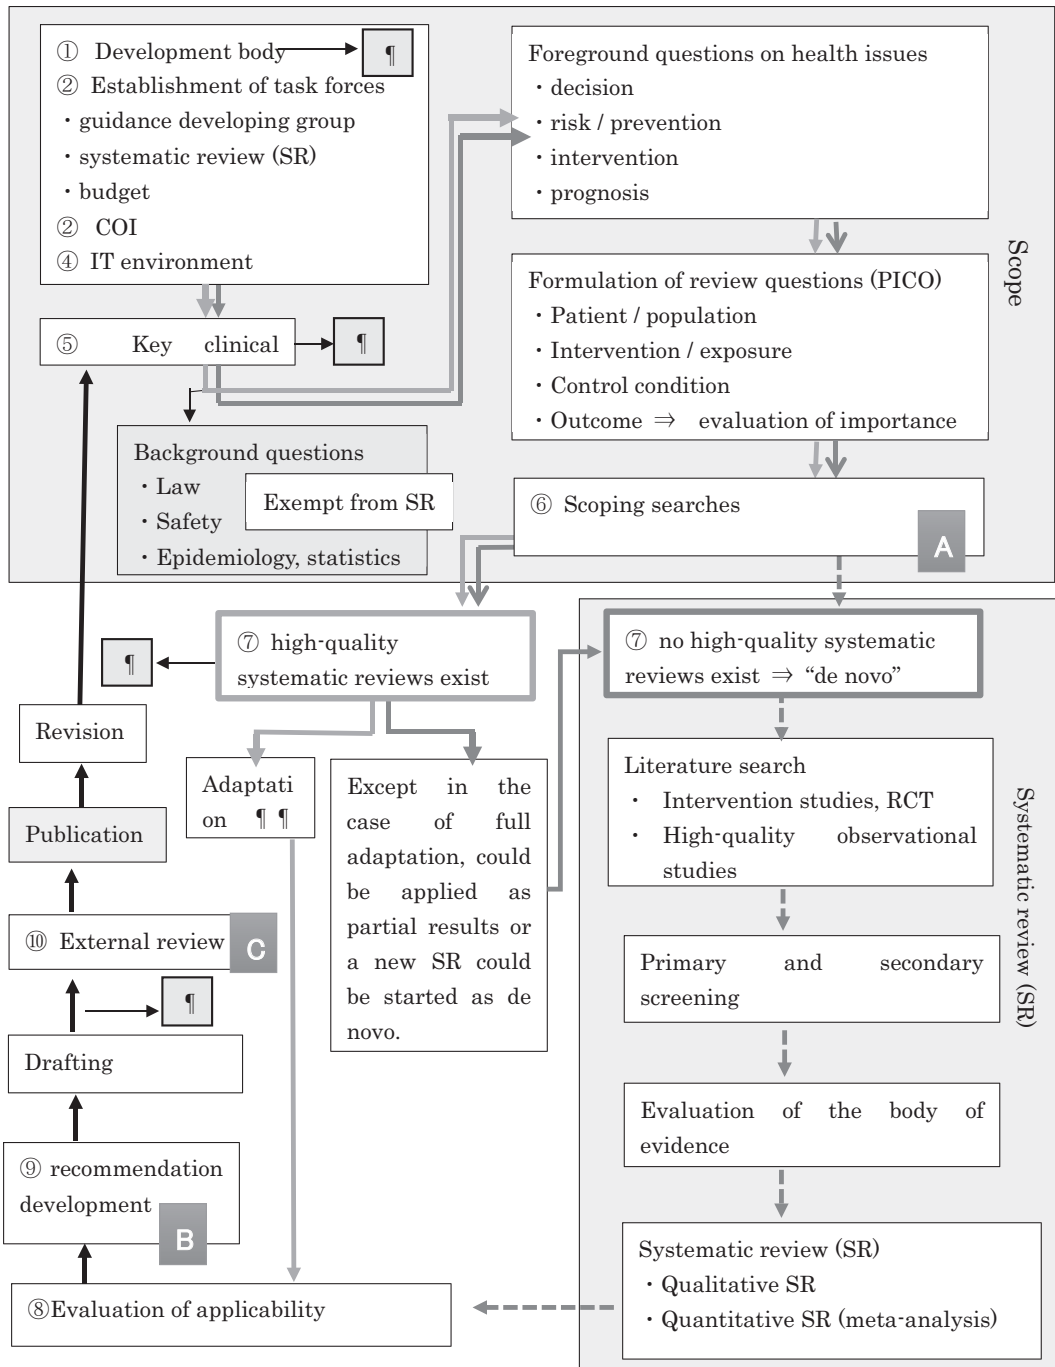 ① Development body
¶
② Establishment of task forces
・guidance developing group
・systematic review (SR)
・budget
② COI
④ IT environment
⑤ Key clinical
¶
Background questions
・Law
・Safety
・Epidemiology, statistics
Exempt from SR
Foreground questions on health issues
・decision
・risk / prevention
・intervention
・prognosis
Formulation of review questions (PICO)
・Patient / population
・Intervention / exposure
・Control condition
・Outcome ⇒ evaluation of importance
⑥ Scoping searches
A
Scope
⑦ high-quality
systematic reviews exist
¶
⑦ no high-quality systematic
reviews exist ⇒ “de novo”
Literature search
・ Intervention studies, RCT
・ High-quality observational
studies
Primary and secondary
screening
Evaluation of the body of
evidence
Systematic review (SR)
・Qualitative SR
・Quantitative SR (meta-analysis)
Systematic review (SR)
Adaptati
on ¶ ¶
Except in the
case of full
adaptation, could
be applied as
partial results or
a new SR could
be started as de
novo.
Revision
Publication
⑩ External review
C
¶
Drafting
⑨ recommendation
development
B
⑧Evaluation of applicability